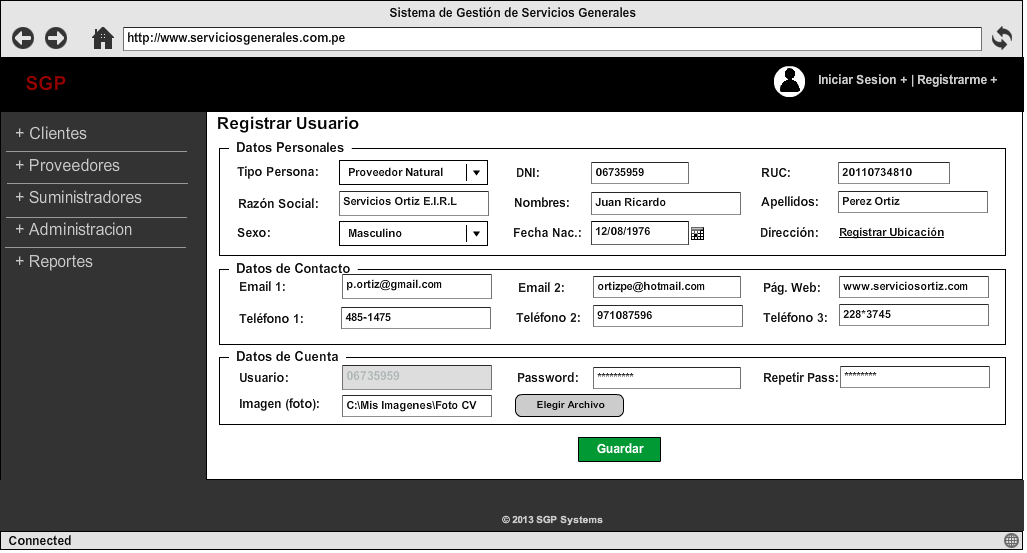 Sistema de Gestión de Servicios Generales
http://www.serviciosgenerales.com.pe
SGP
Iniciar Sesion + | Registrarme +
+ Clientes
+ Proveedores
+ Suministradores
+ Administracion
+ Reportes
Registrar Usuario
Datos Personales
Tipo Persona: Proveedor Natural DNI: 06735959 RUC: 20110734810
Razón Social: Servicios Ortiz E.I.R.L Nombres: Juan Ricardo Apellidos: Perez Ortiz
Sexo: Masculino Fecha Nac.: 12/08/1976 Dirección: Registrar Ubicación
Datos de Contacto
Email 1: p.ortiz@gmail.com Email 2: ortizpe@hotmail.com Pág. Web: www.serviciosortiz.com
Teléfono 1: 485-1475 Teléfono 2: 971087596 Teléfono 3: 228*3745
Datos de Cuenta
Usuario: 06735959 Password: ********* Repetir Pass: ********
Imagen (foto): C:\Mis Imagenes\Foto CV Elegir Archivo
Guardar
© 2013 SGP Systems
Connected